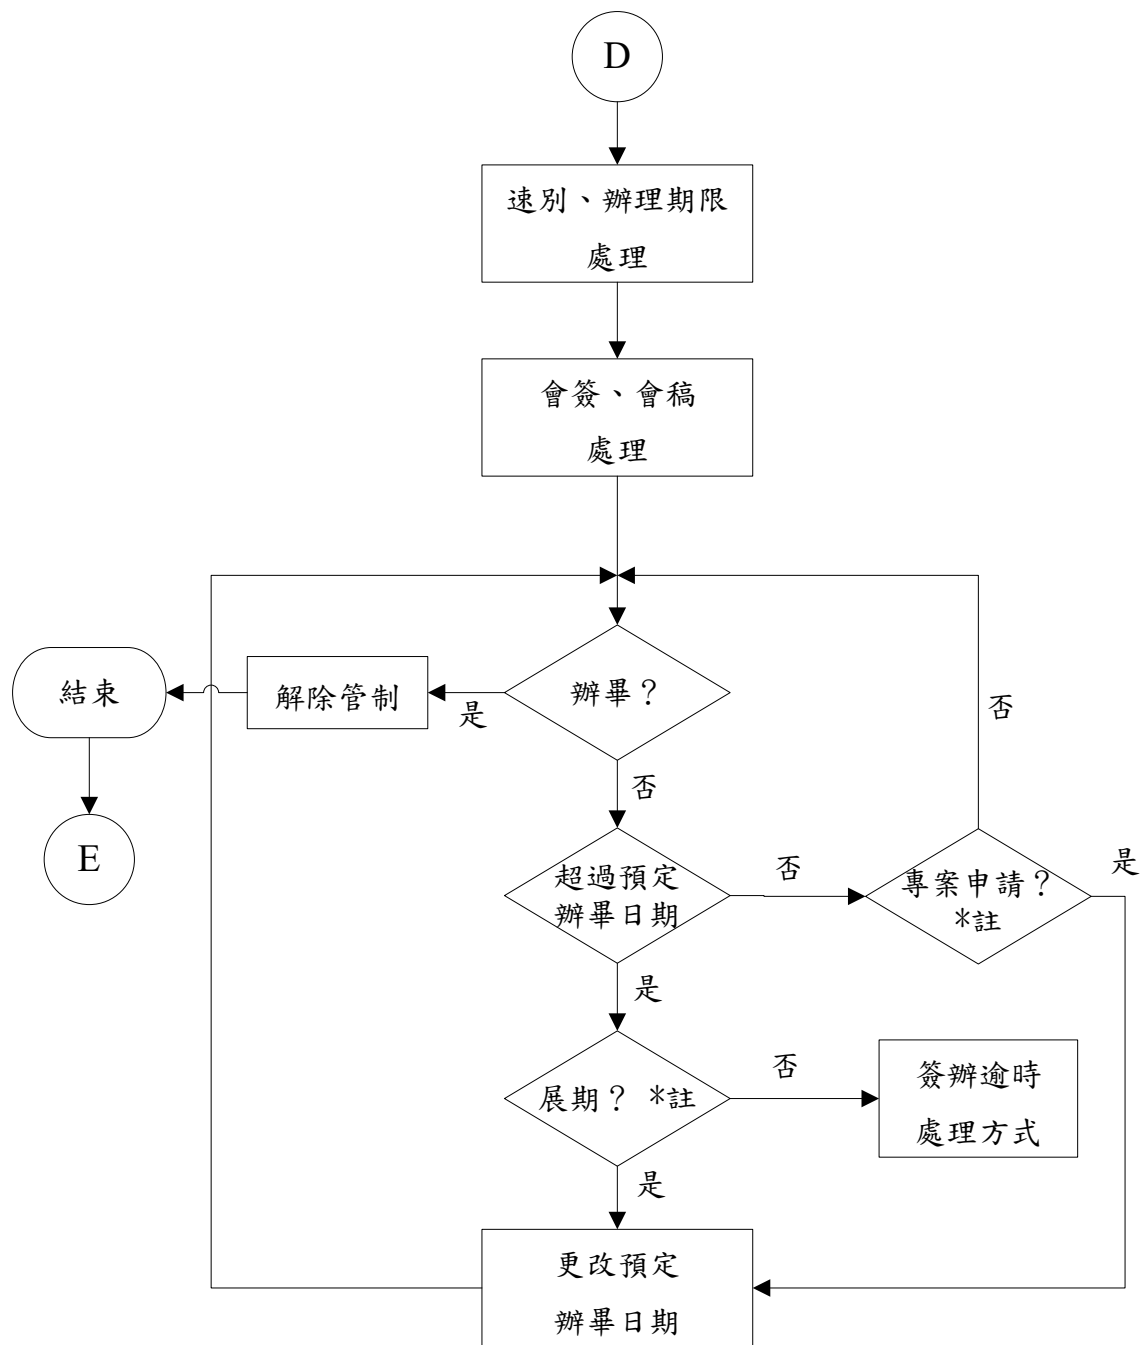 D
速別、辦理期限
處理
會簽、會稿
處理
結束
解除管制
是
辦畢？
否
否
E
超過預定
辦畢日期
否
專案申請？
*註
是
是
展期？ *註
否
簽辦逾時
處理方式
是
更改預定
辦畢日期